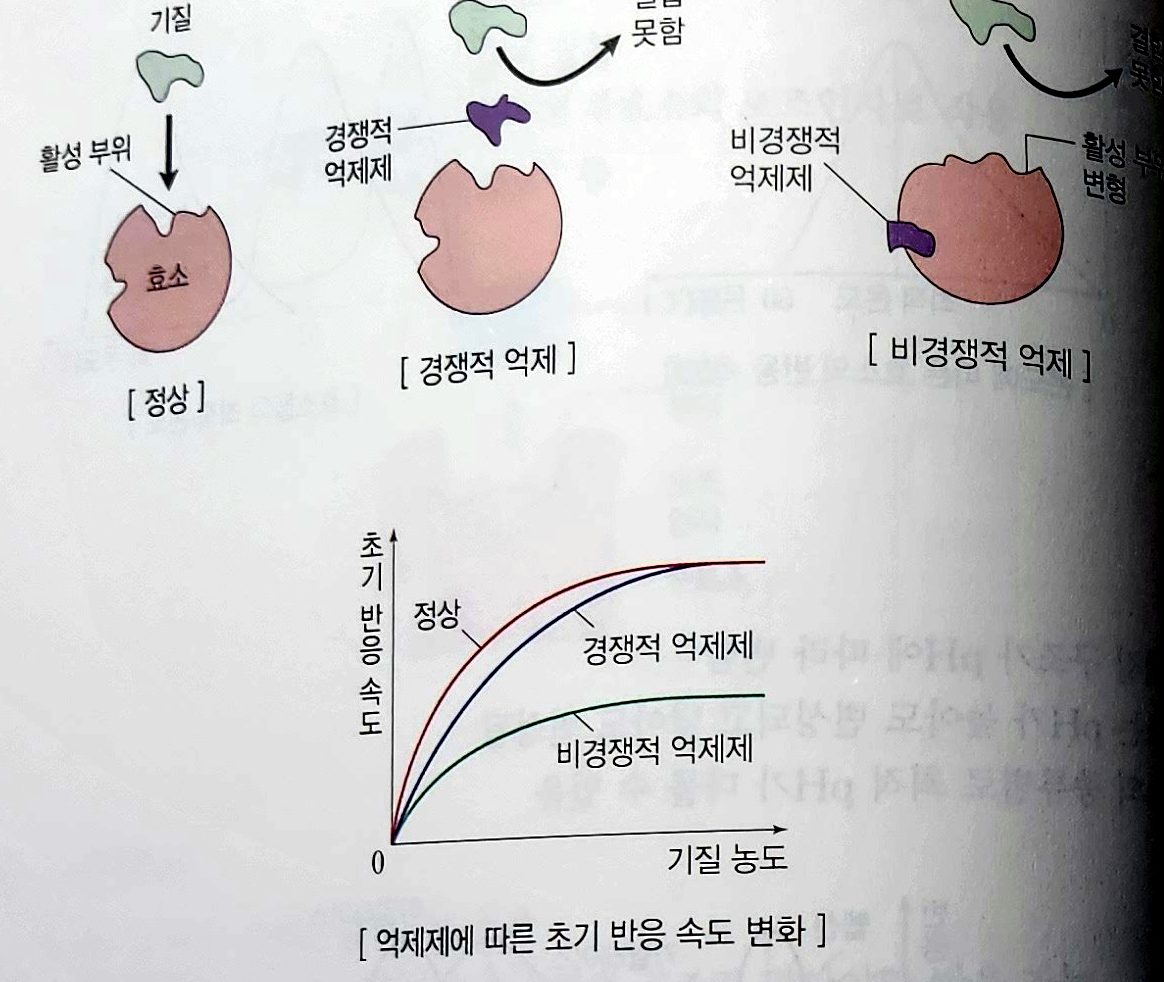 기질
못함
경쟁적
억제제
활성 부위
효소
비경쟁적
억제제
활성 부위
변형
[ 정상 ]
[ 경쟁적 억제 ]
[ 비경쟁적 억제 ]
초기 반응 속도
정상
경쟁적 억제제
비경쟁적 억제제
0
기질 농도
[ 억제제에 따른 초기 반응 속도 변화 ]